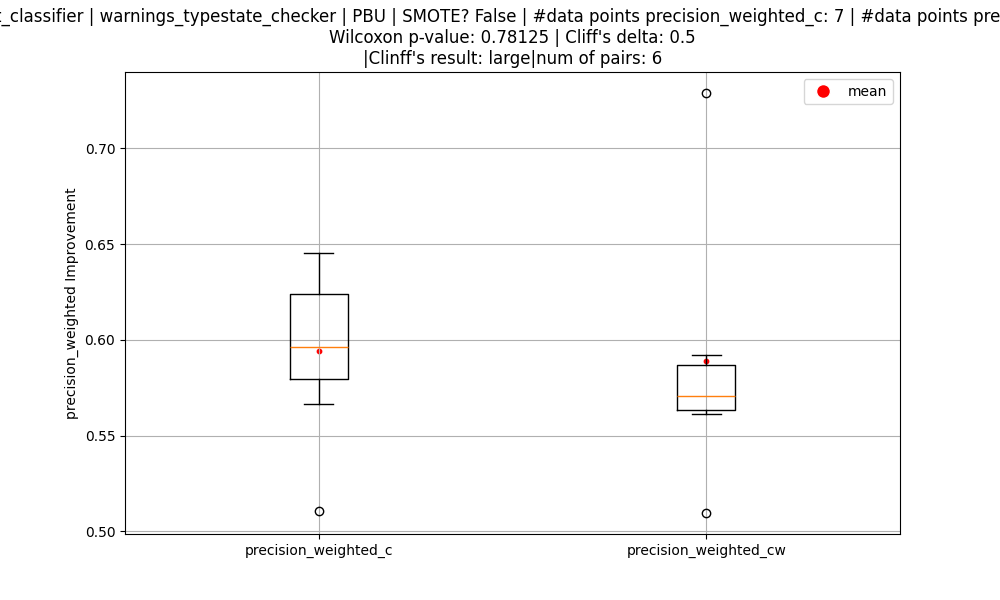 _classifier | warnings_typestate_checker | PBU | SMOTE? False | #data points precision_weighted_c: 7 | #data points pre
Wilcoxon p-value: 0.78125 | Cliff's delta: 0.5
|Clinff's result: large|num of pairs: 6
mean
0.70
0.65
0.60
0.55
0.50
precision_weighted Improvement
precision_weighted_c
precision_weighted_cw